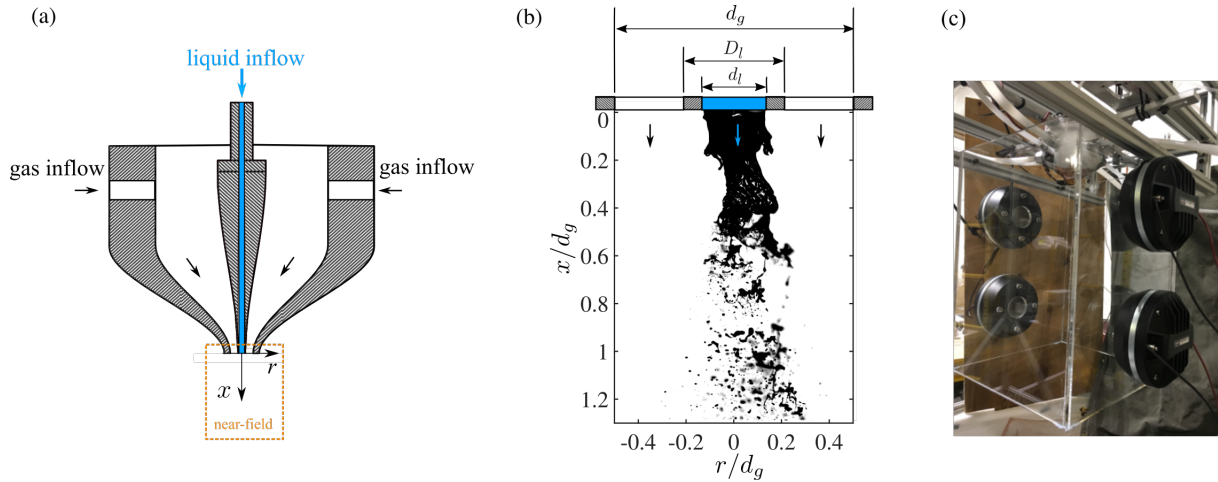 (a)
liquid inflow
gas inflow
gas inflow
r
x
near-field
(b)
d_g
D_l
d_l
0
0.2
0.4
0.6
0.8
1
1.2
x/d_g
-0.4
-0.2
0
0.2
0.4
r/d_g
(c)